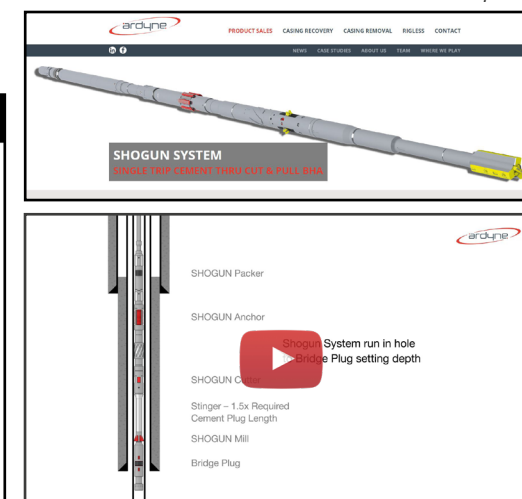 ardyne
PRODUCT SALES CASING RECOVERY CASING REMOVAL RIGLESS CONTACT
in f
NEWS CASE STUDIES ABOUT US TEAM WHERE WE PLAY
SHOGUN SYSTEM
SINGLE TRIP CEMENT THRU CUT & PULL BHA
ardyne
SHOGUN Packer
SHOGUN Anchor
Shogun System run in hole
Bridge Plug setting depth
SHOGUN
Stinger – 1.5x Required
Cement Plug Length
SHOGUN Mill
Bridge Plug